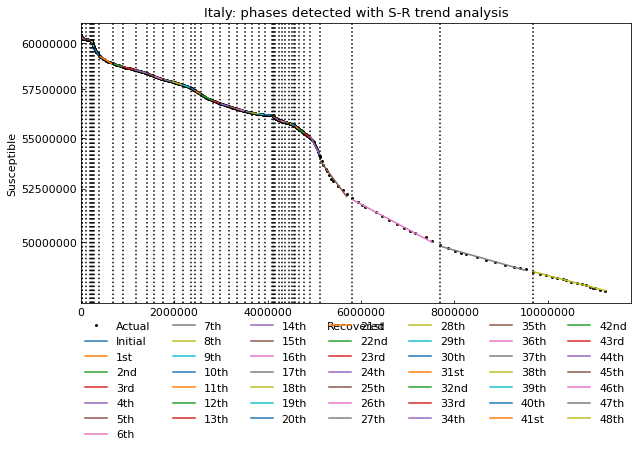 Italy: phases detected with S-R trend analysis
Susceptible
60000000
57500000
55000000
52500000
50000000
0 2000000 4000000 6000000 8000000 10000000
Recovered
Actual 7th 14th 21st 28th 35th 42nd
Initial 8th 15th 22nd 29th 36th 43rd
1st 9th 16th 23rd 30th 37th 44th
2nd 10th 17th 24th 31st 38th 45th
3rd 11th 18th 25th 32nd 39th 46th
4th 12th 19th 26th 33rd 40th 47th
5th 13th 20th 27th 34th 41st 48th
6th